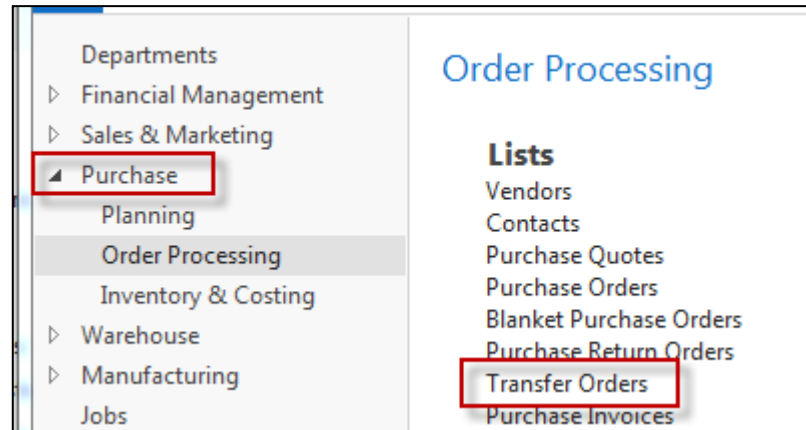 Departments
Financial Management
Sales & Marketing
Purchase
Planning
Order Processing
Inventory & Costing
Warehouse
Manufacturing
Jobs
Order Processing
Lists
Vendors
Contacts
Purchase Quotes
Purchase Orders
Blanket Purchase Orders
Purchase Return Orders
Transfer Orders
Purchase Invoices